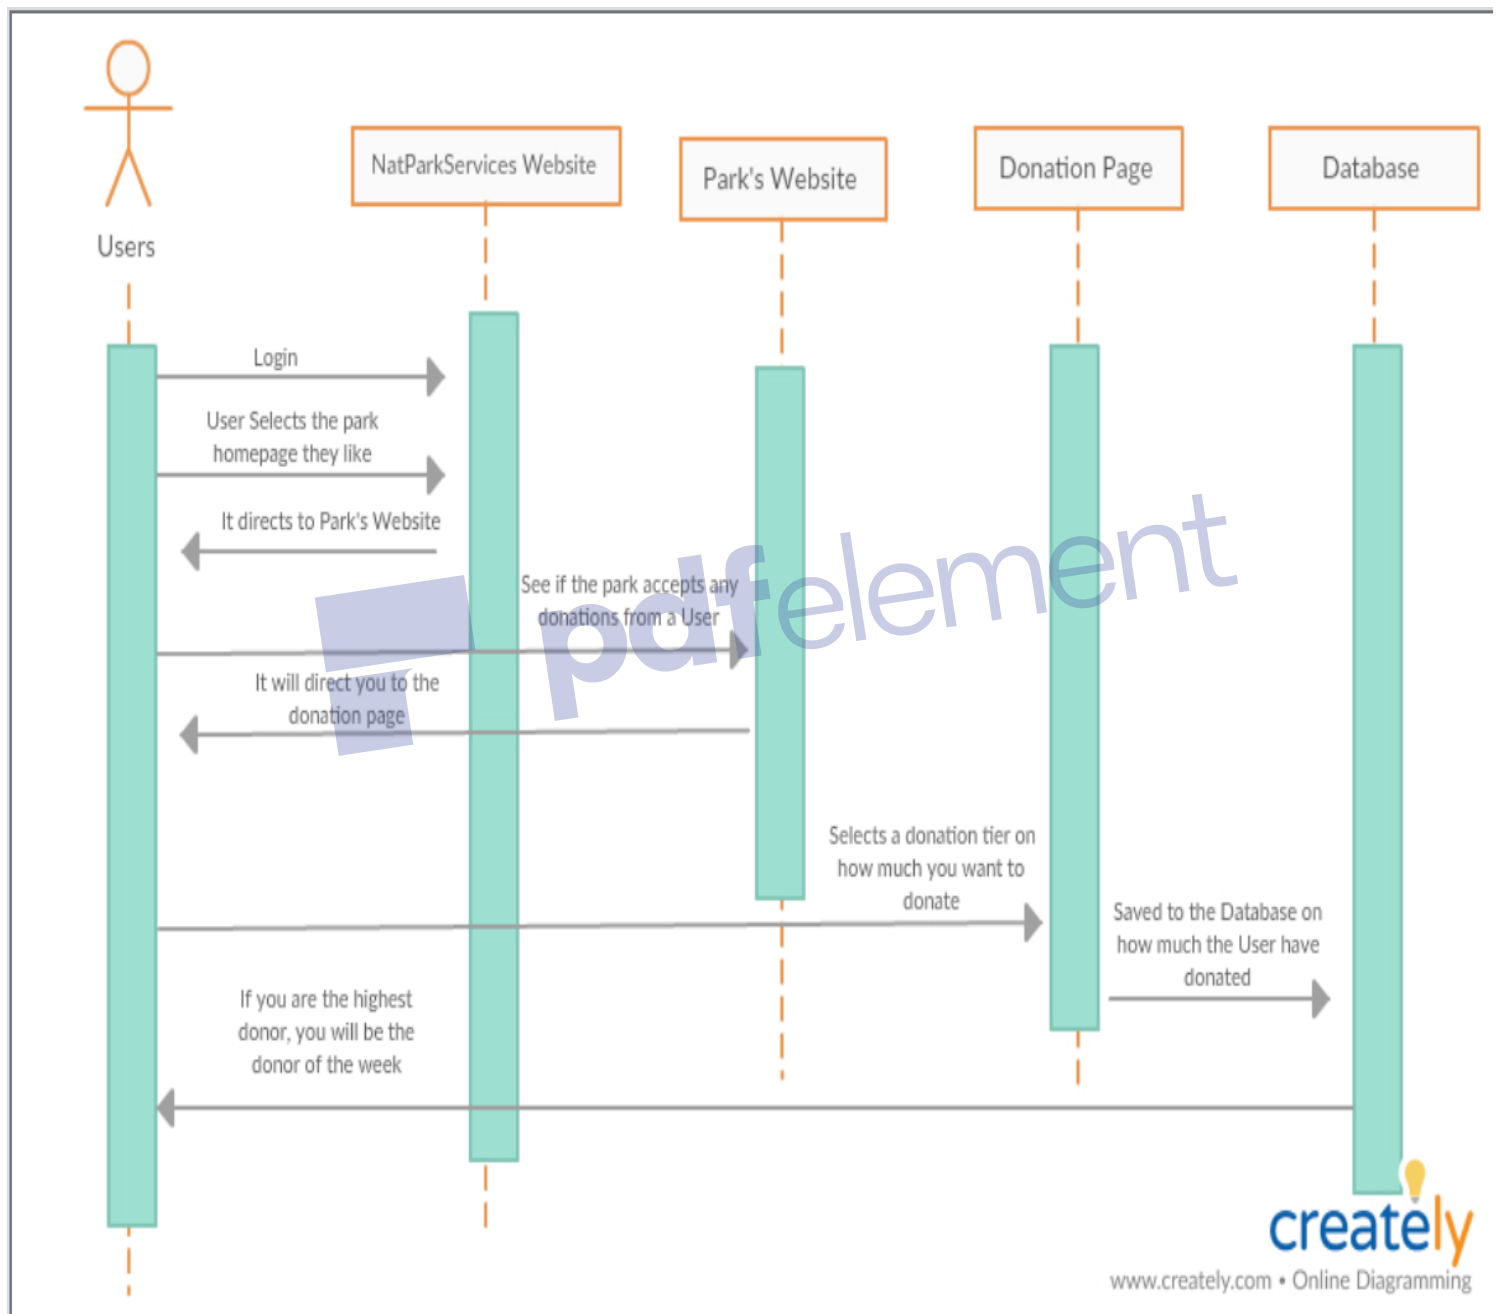 NatParkServices Website
Park's Website
Donation Page
Database
Users
Login
User Selects the park
homepage they like
It directs to Park's Website
See if the park accepts any
donations from a User
It will direct you to the
donation page
pdfelement
Selects a donation tier on
how much you want to
donate
Saved to the Database on
how much the User have
donated
If you are the highest
donor, you will be the
donor of the week
creately
www.creately.com • Online Diagramming